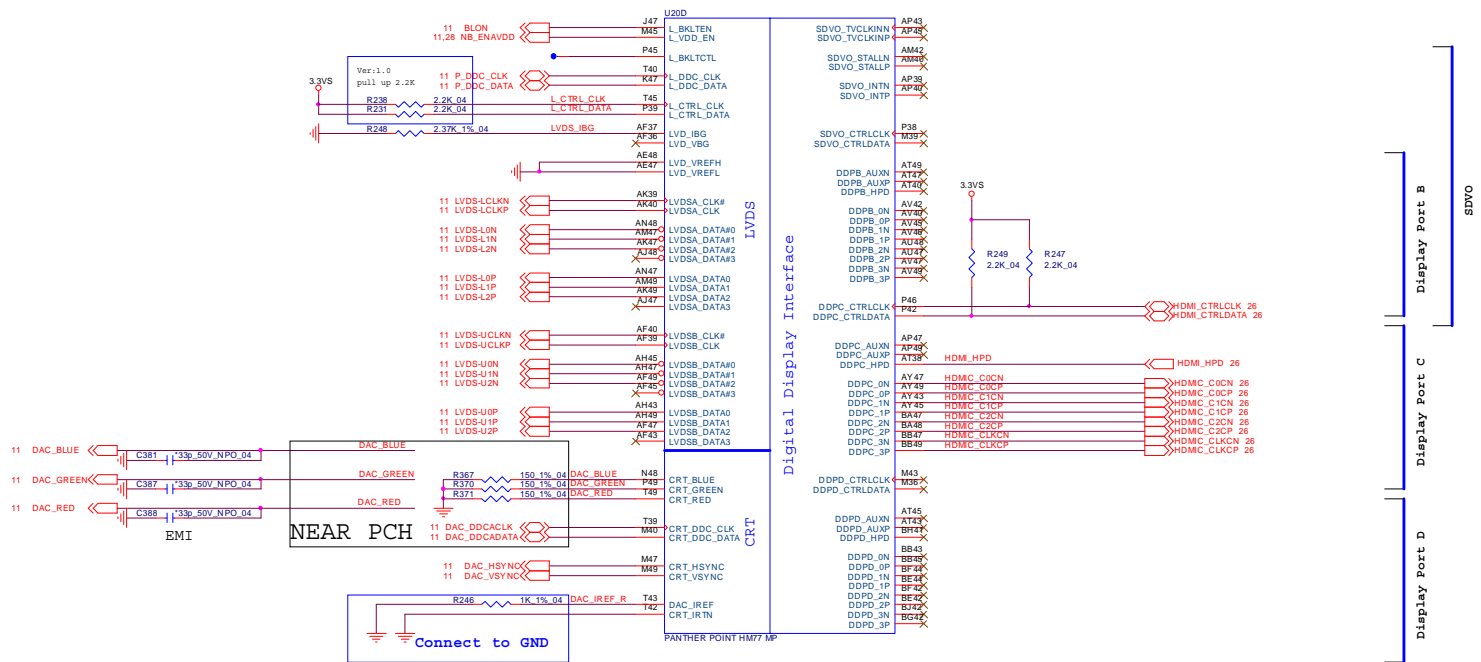 U20D
11 BLON
J47
L_BKLTEN
11,28 NB_ENAVDD
M45
L_VDD_EN
P45
L_BKLTCTL
Ver:1.0
pull up 2.2K
3.3VS
11 P_DDC_CLK
T40
L_DDC_CLK
11 P_DDC_DATA
K47
L_DDC_DATA
R238
2.2K_04
L_CTRL_CLK
T45
L_CTRL_CLK
R231
2.2K_04
L_CTRL_DATA
P39
L_CTRL_DATA
R248
2.37K_1%_04
LVDS_IBG
AF37
LVD_IBG
AF36
LVD_VBG
AE48
LVD_VREFH
AE47
LVD_VREFL
11 LVDS-LCLKN
AK39
LVDSA_CLK#
11 LVDS-LCLKP
AK40
LVDSA_CLK
11 LVDS-L0N
AN48
LVDSA_DATA#0
11 LVDS-L1N
AM47
LVDSA_DATA#1
11 LVDS-L2N
AK47
LVDSA_DATA#2
AJ48
LVDSA_DATA#3
11 LVDS-L0P
AN47
LVDSA_DATA0
11 LVDS-L1P
AM49
LVDSA_DATA1
11 LVDS-L2P
AK49
LVDSA_DATA2
AJ47
LVDSA_DATA3
11 LVDS-UCLKN
AF40
LVDSB_CLK#
11 LVDS-UCLKP
AF39
LVDSB_CLK
11 LVDS-U0N
AH45
LVDSB_DATA#0
11 LVDS-U1N
AH47
LVDSB_DATA#1
11 LVDS-U2N
AF49
LVDSB_DATA#2
AF45
LVDSB_DATA#3
11 LVDS-U0P
AH43
LVDSB_DATA0
11 LVDS-U1P
AH49
LVDSB_DATA1
11 LVDS-U2P
AF47
LVDSB_DATA2
AF43
LVDSB_DATA3
LVDS
11 DAC_BLUE
C381
*33p_50V_NPO_04
DAC_BLUE
11 DAC_GREEN
C387
*33p_50V_NPO_04
DAC_GREEN
11 DAC_RED
C388
*33p_50V_NPO_04
DAC_RED
EMI
NEAR PCH
R367
150_1%_04
DAC_BLUE
N48
CRT_BLUE
R370
150_1%_04
DAC_GREEN
P49
CRT_GREEN
R371
150_1%_04
DAC_RED
T49
CRT_RED
11 DAC_DDCACLK
T39
CRT_DDC_CLK
11 DAC_DDCADATA
M40
CRT_DDC_DATA
11 DAC_HSYNC
M47
CRT_HSYNC
11 DAC_VSYNC
M49
CRT_VSYNC
R246
1K_1%_04
DAC_IREF_R
T43
DAC_IREF
T42
CRT_IRTN
CRT
Connect to GND
PANTHER POINT HM77 MP
Digital Display Interface
SDVO_TVCLKINN
AP43
SDVO_TVCLKINP
AP45
SDVO_STALLN
AM42
SDVO_STALLP
AM40
SDVO_INTN
AP39
SDVO_INTP
AP40
SDVO_CTRLCLK
P38
SDVO_CTRLDATA
M39
DDPB_AUXN
AT49
DDPB_AUXP
AT47
DDPB_HPD
AT40
DDPB_0N
AV42
DDPB_0P
AV40
DDPB_1N
AV45
DDPB_1P
AV46
DDPB_2N
AU48
DDPB_2P
AU47
DDPB_3N
AV47
DDPB_3P
AV49
3.3VS
R249
2.2K_04
R247
2.2K_04
DDPC_CTRLCLK
P46
HDMI_CTRLCLK 26
DDPC_CTRLDATA
P42
HDMI_CTRLDATA 26
DDPC_AUXN
AP47
DDPC_AUXP
AP49
DDPC_HPD
AT38
HDMI_HPD
HDMI_HPD 26
DDPC_0N
AY47
HDMIC_C0CN
HDMIC_C0CN 26
DDPC_0P
AY49
HDMIC_C0CP
HDMIC_C0CP 26
DDPC_1N
AY43
HDMIC_C1CN
HDMIC_C1CN 26
DDPC_1P
AY45
HDMIC_C1CP
HDMIC_C1CP 26
DDPC_2N
BA47
HDMIC_C2CN
HDMIC_C2CN 26
DDPC_2P
BA48
HDMIC_C2CP
HDMIC_C2CP 26
DDPC_3N
BB47
HDMIC_CLKCN
HDMIC_CLKCN 26
DDPC_3P
BB49
HDMIC_CLKCP
HDMIC_CLKCP 26
DDPD_CTRLCLK
M43
DDPD_CTRLDATA
M36
DDPD_AUXN
AT45
DDPD_AUXP
AT43
DDPD_HPD
BH41
DDPD_0N
BB43
DDPD_0P
BB45
DDPD_1N
BF44
DDPD_1P
BE44
DDPD_2N
BF42
DDPD_2P
BE42
DDPD_3N
BJ42
DDPD_3P
BG42
Display Port B
SDVO
Display Port C
Display Port D